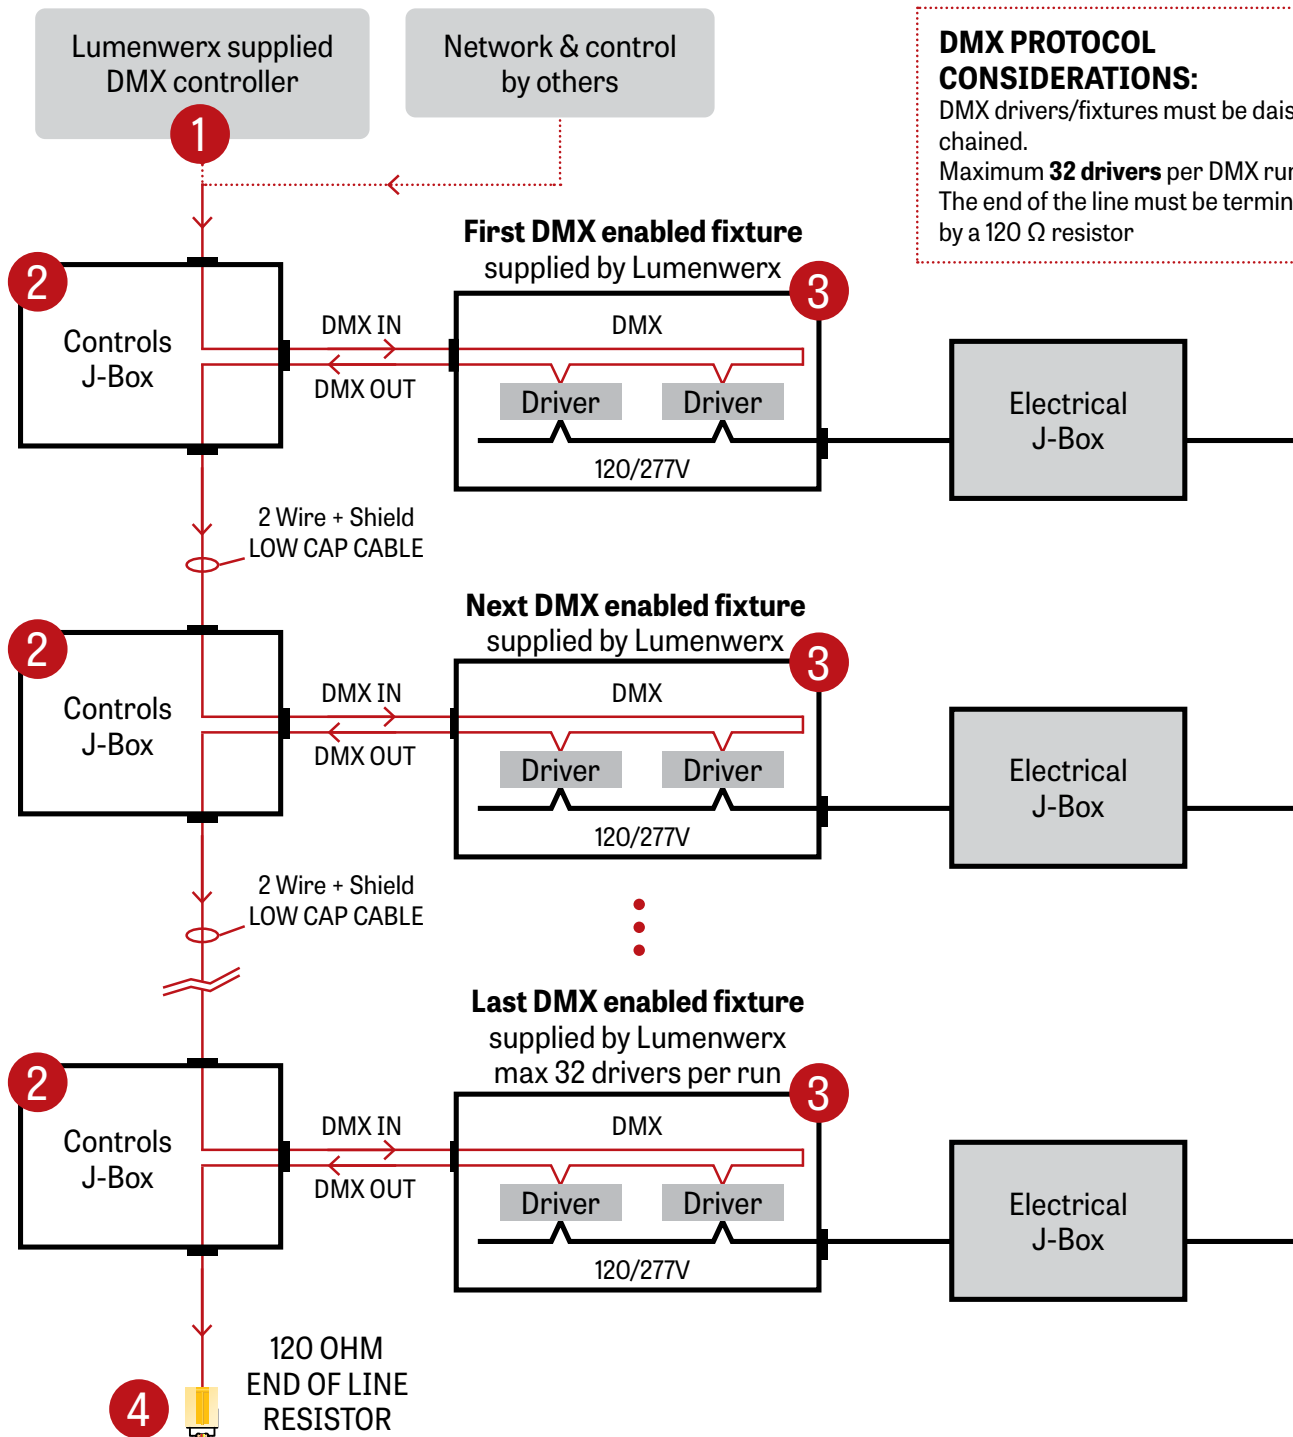 Lumenwerx supplied
DMX controller
1
Network & control
by others
DMX PROTOCOL
CONSIDERATIONS:
DMX drivers/fixtures must be dais
chained.
Maximum 32 drivers per DMX run
The end of the line must be termin
by a 120 Ω resistor
First DMX enabled fixture
supplied by Lumenwerx
2
Controls
J-Box
DMX IN
DMX OUT
3
DMX
Driver
Driver
120/277V
Electrical
J-Box
2 Wire + Shield
LOW CAP CABLE
Next DMX enabled fixture
supplied by Lumenwerx
2
Controls
J-Box
DMX IN
DMX OUT
3
DMX
Driver
Driver
120/277V
Electrical
J-Box
2 Wire + Shield
LOW CAP CABLE
Last DMX enabled fixture
supplied by Lumenwerx
max 32 drivers per run
2
Controls
J-Box
DMX IN
DMX OUT
3
DMX
Driver
Driver
120/277V
Electrical
J-Box
4
120 OHM
END OF LINE
RESISTOR